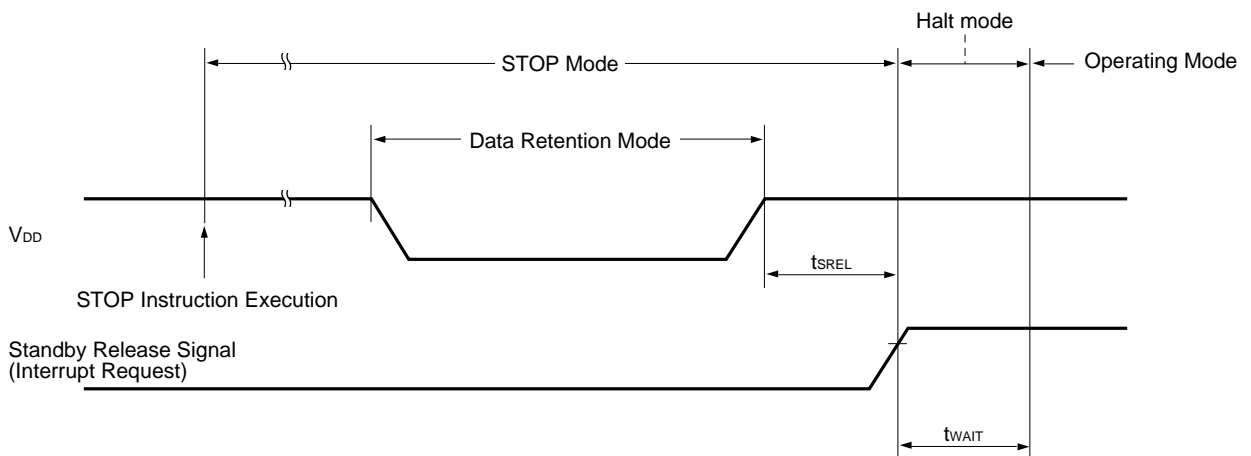 Halt mode
STOP Mode
Operating Mode
Data Retention Mode
VDD
tSREL
STOP Instruction Execution
Standby Release Signal
(Interrupt Request)
tWAIT